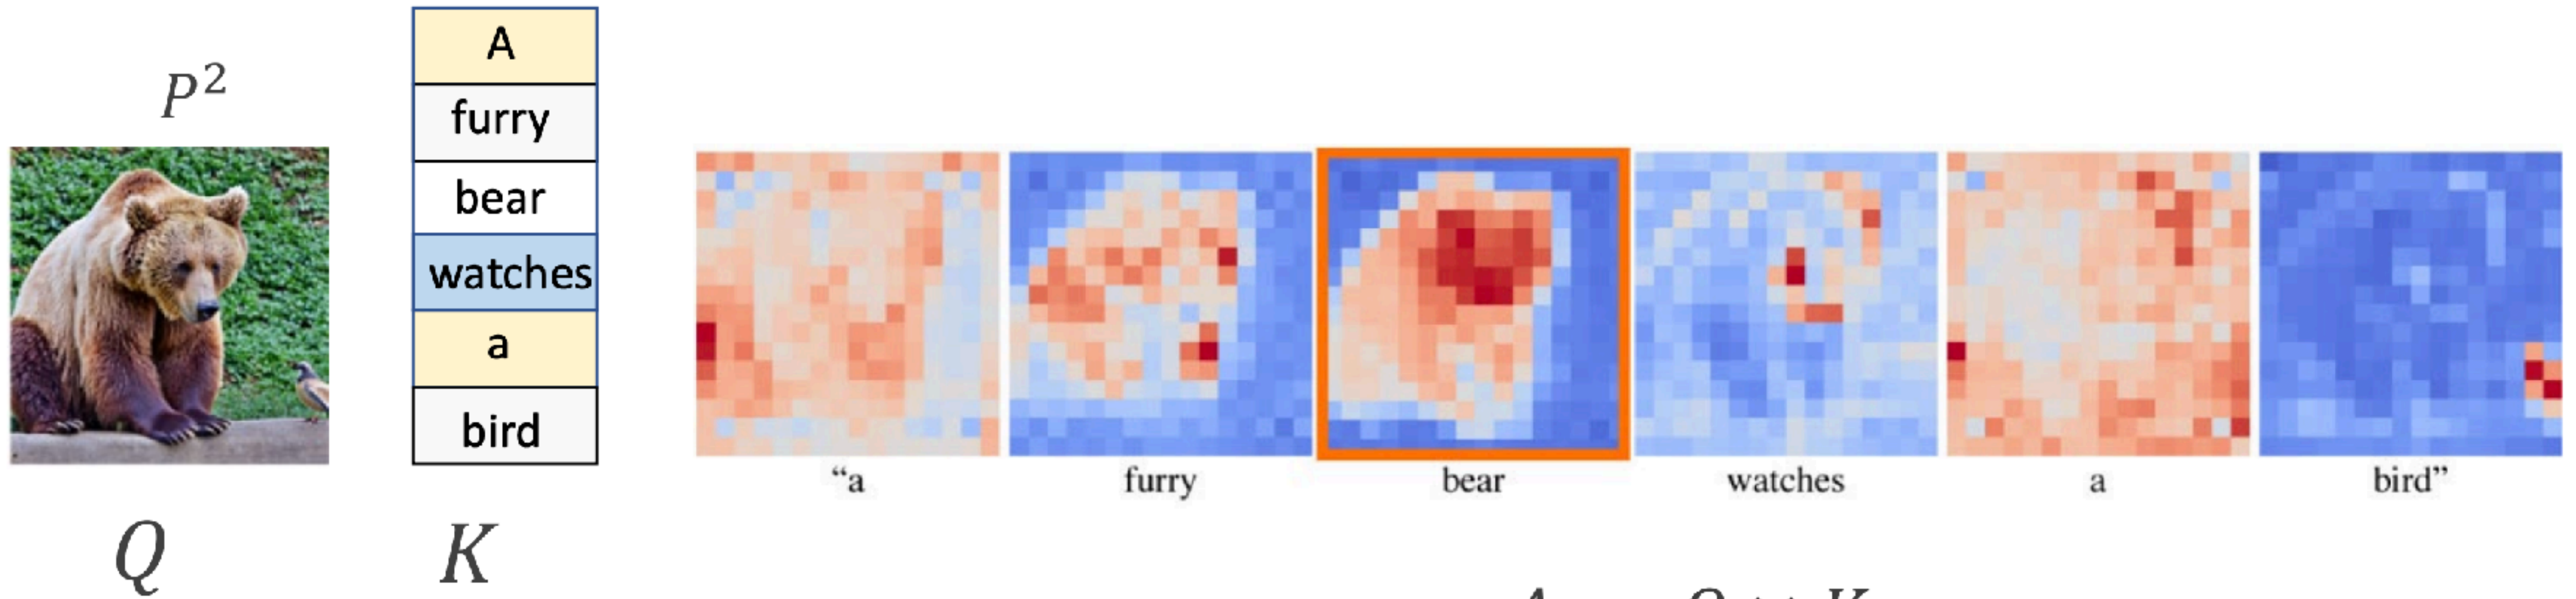 P²
A
furry
bear
watches
a
bird
“a
furry
bear
watches
a
bird”
Q
K